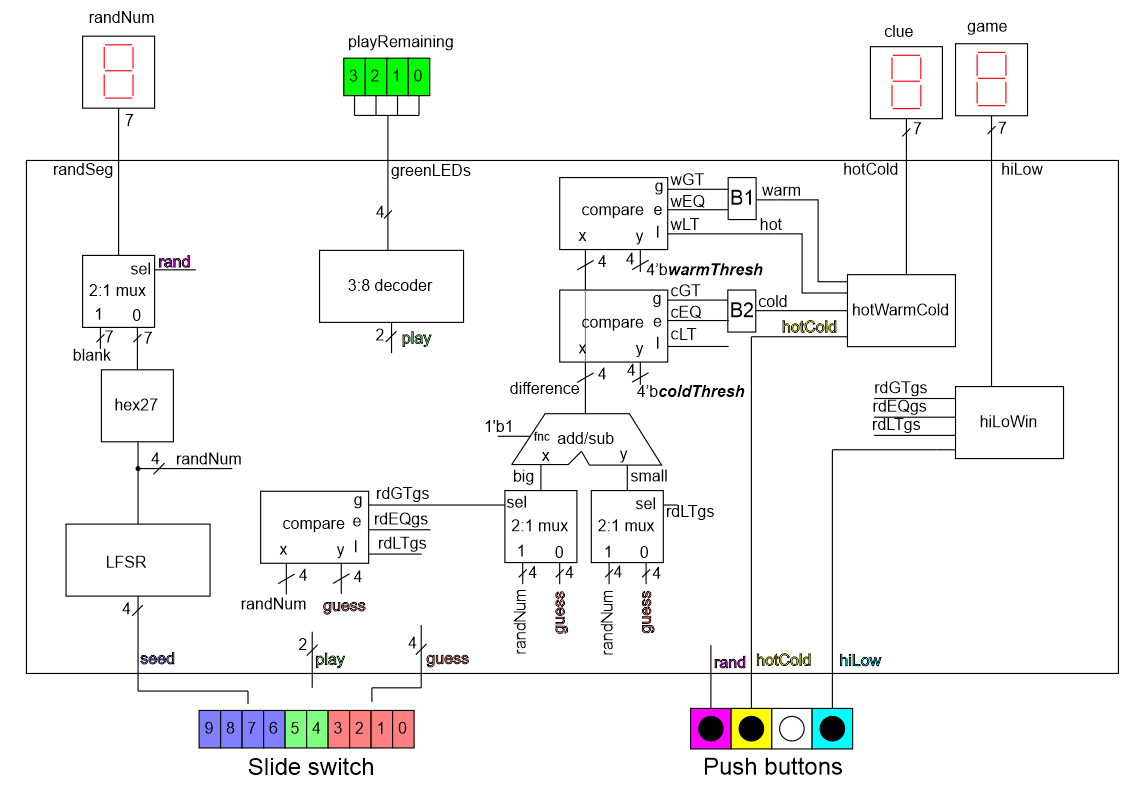 randNum
playRemaining
clue
game
3 2 1 0
7
7
7
randSeg
greenLEDs
hotCold
hiLow
4
sel
rand
2:1 mux
1 0
7
7
blank
3:8 decoder
2
play
compare
g
e
l
x
y
wGT
wEQ
wLT
B1
warm
hot
4
4
4'bwarmThresh
compare
g
e
l
x
y
cGT
cEQ
cLT
B2
cold
hotCold
hotWarmCold
4
4
4'bcoldThresh
difference
hex27
4
randNum
1'b1
fnc
add/sub
x
y
big
small
rdGTgs
rdEQgs
rdLTgs
hiLoWin
LFSR
4
compare
g
e
l
x
y
rdGTgs
rdEQgs
rdLTgs
4
4
randNum
guess
sel
2:1 mux
1 0
4
4
randNum
guess
sel
2:1 mux
1 0
rdLTgs
4
4
randNum
guess
seed
2
play
4
guess
rand
hotCold
hiLow
9 8 7 6 5 4 3 2 1 0
Slide switch
Push buttons